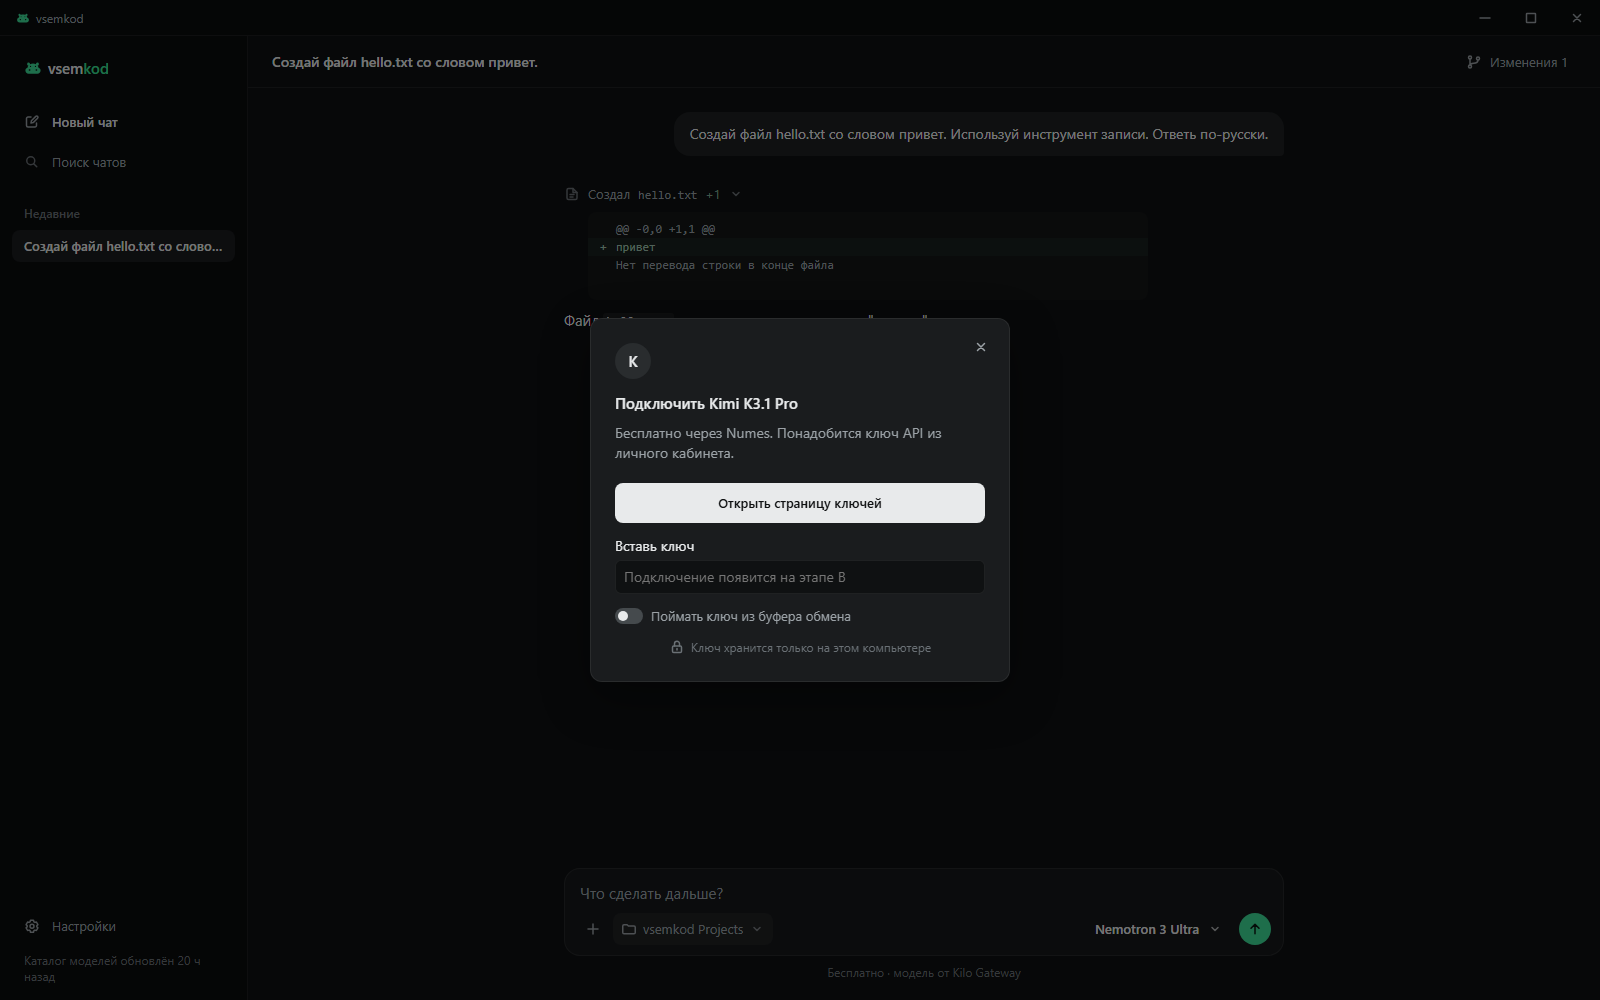 vsemkod
vsemkod
Новый чат
Поиск чатов
Недавние
Создай файл hello.txt со слово...
Настройки
Каталог моделей обновлён 20 ч
назад
Создай файл hello.txt со словом привет.
Изменения 1
Создай файл hello.txt со словом привет. Используй инструмент записи. Ответь по-русски.
Создал hello.txt +1
@@ -0,0 +1,1 @@
+ привет
Нет перевода строки в конце файла
K
Подключить Kimi K3.1 Pro
Бесплатно через Numes. Понадобится ключ API из
личного кабинета.
Открыть страницу ключей
Вставь ключ
Подключение появится на этапе B
Поймать ключ из буфера обмена
Ключ хранится только на этом компьютере
Что сделать дальше?
vsemkod Projects
Nemotron 3 Ultra
Бесплатно · модель от Kilo Gateway